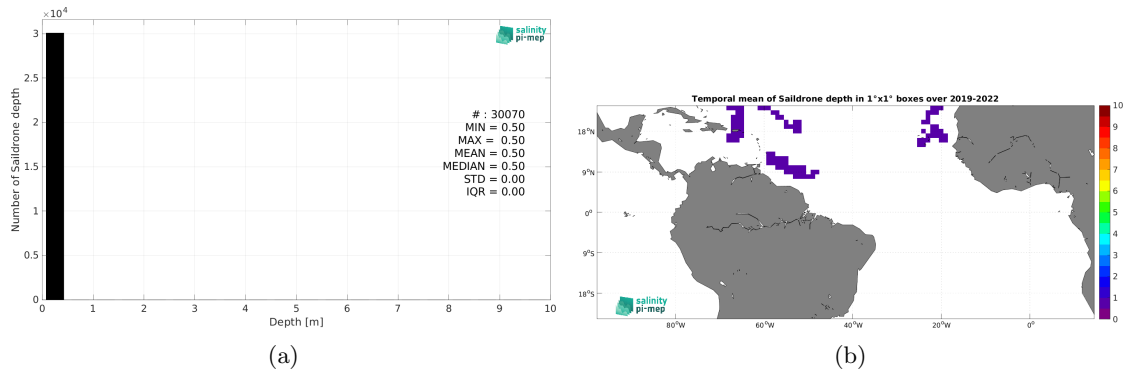 ×10⁴
3
2.5
2
1.5
1
0.5
0
Number of Saildrone depth
salinity
pi-mep
# : 30070
MIN = 0.50
MAX =  0.50
MEAN = 0.50
MEDIAN = 0.50
STD = 0.00
IQR = 0.00
0 1 2 3 4 5 6 7 8 9 10
Depth [m]
(a)
Temporal mean of Saildrone depth in 1°x1° boxes over 2019-2022
18°N
9°N
0°
9°S
18°S
salinity
pi-mep
80°W 60°W 40°W 20°W 0°
10
9
8
7
6
5
4
3
2
1
0
(b)